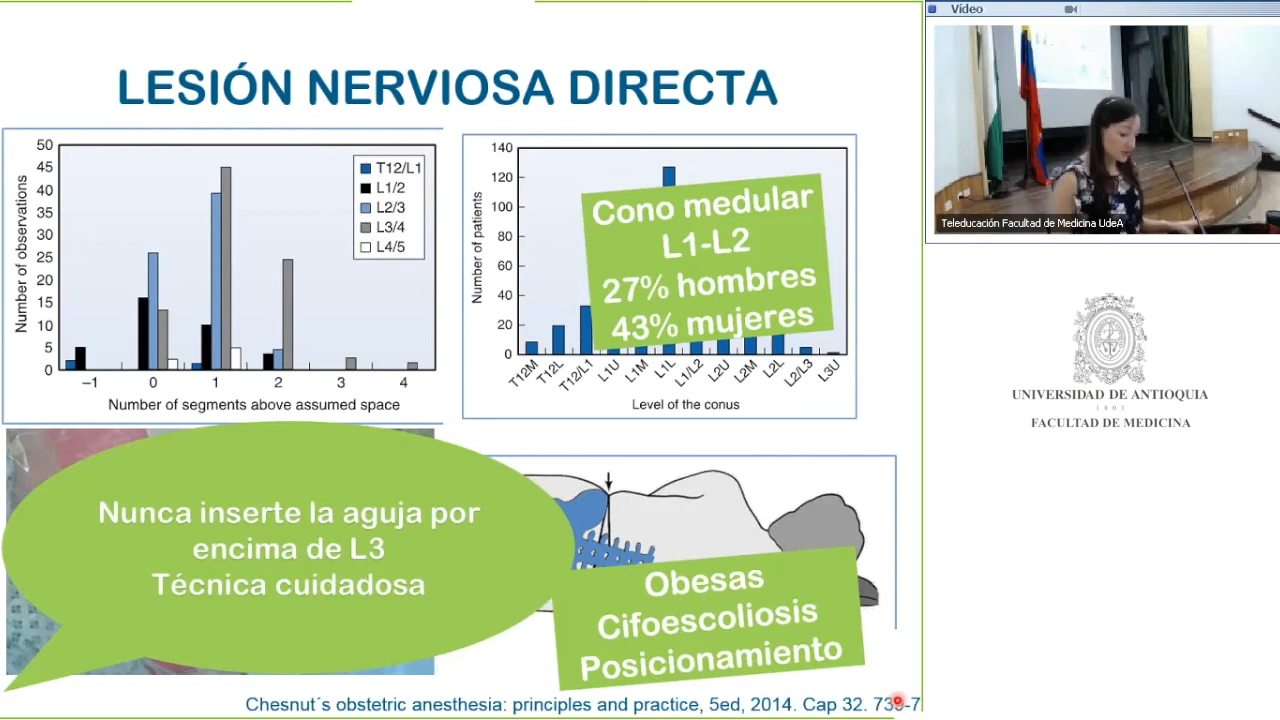 LESIÓN NERVIOSA DIRECTA
50
45
40
35
30
25
20
15
10
5
0
Number of observations
T12/L1
L1/2
L2/3
L3/4
L4/5
–1 0 1 2 3 4
Number of segments above assumed space
140
120
100
80
60
40
20
0
Number of patients
T12M T12L T12/L1 L1U L1M L1L L1/L2 L2U L2M L2L L2/L3 L3U
Level of the conus
Cono medular
L1-L2
27% hombres
43% mujeres
Nunca inserte la aguja por
encima de L3
Técnica cuidadosa
Obesas
Cifoescoliosis
Posicionamiento
Chesnut´s obstetric anesthesia: principles and practice, 5ed, 2014. Cap 32.
Vídeo
Teleducación Facultad de Medicina UdeA
UNIVERSIDAD DE ANTIOQUIA
1803
FACULTAD DE MEDICINA